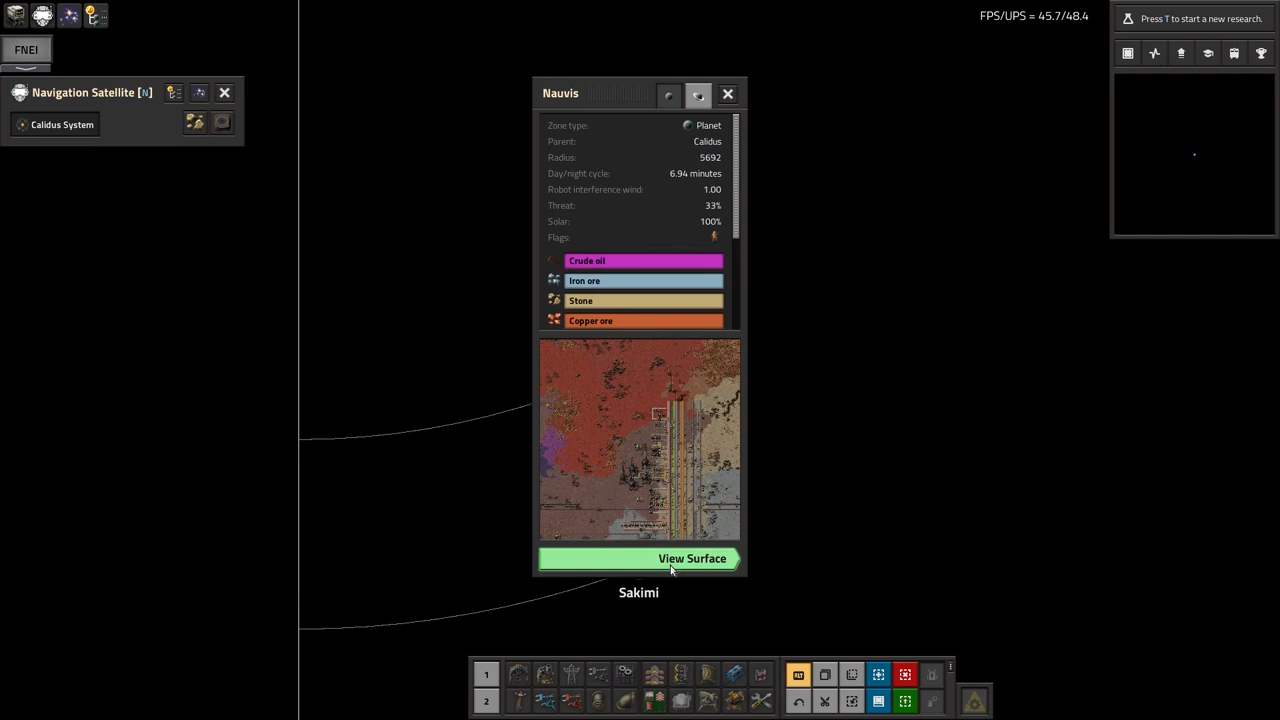 FPS/UPS = 45.7/48.4
Press T to start a new research.
FNEI
Navigation Satellite [N]
Calidus System
Nauvis
Zone type: Planet
Parent: Calidus
Radius: 5692
Day/night cycle: 6.94 minutes
Robot interference wind: 1.00
Threat: 33%
Solar: 100%
Flags:
Crude oil
Iron ore
Stone
Copper ore
View Surface
Sakimi
1
ALT
2